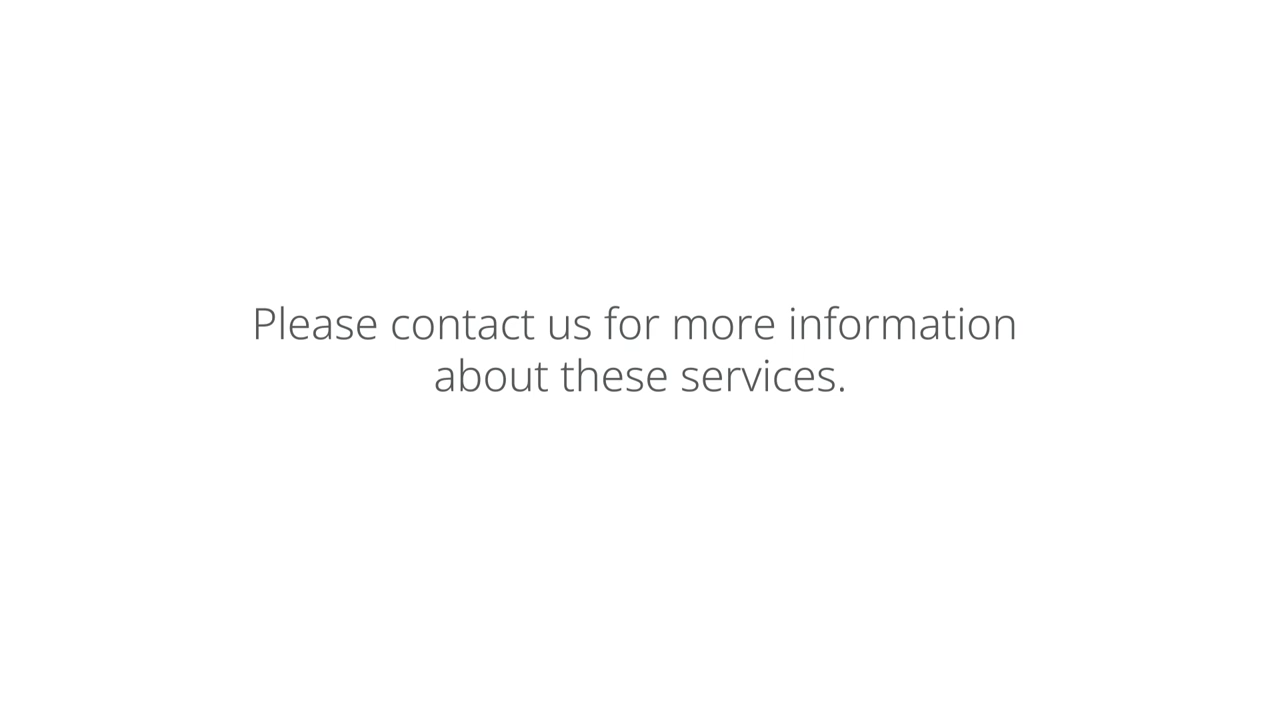 Please contact us for more information
about these services.